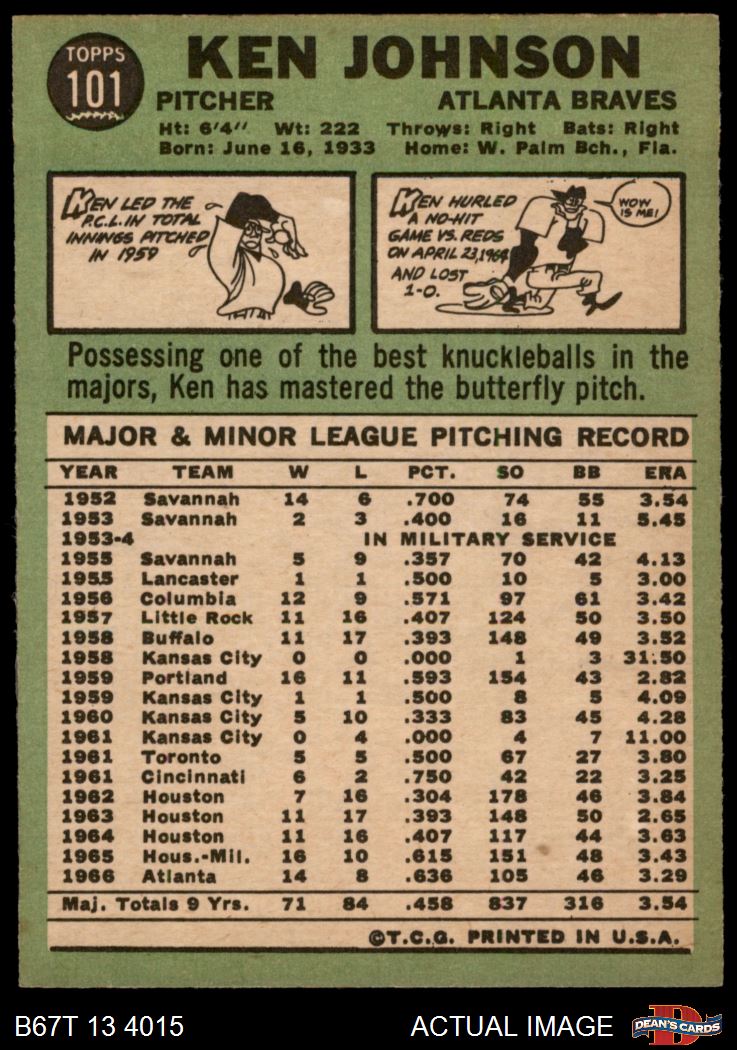 TOPPS
101
KEN JOHNSON
PITCHER ATLANTA BRAVES
Ht: 6'4" Wt: 222 Throws: Right Bats: Right
Born: June 16, 1933 Home: W. Palm Bch., Fla.
KEN LED THE
P.C.L. IN TOTAL
INNINGS PITCHED
IN 1959
KEN HURLED
A NO-HIT
GAME VS. REDS
ON APRIL 23, 1964
AND LOST
1-0.
WOW
IS ME!
Possessing one of the best knuckleballs in the
majors, Ken has mastered the butterfly pitch.
MAJOR & MINOR LEAGUE PITCHING RECORD
YEAR TEAM W L PCT. SO BB ERA
1952 Savannah 14 6 .700 74 55 3.54
1953 Savannah 2 3 .400 16 11 5.45
1953-4 IN MILITARY SERVICE
1955 Savannah 5 9 .357 70 42 4.13
1955 Lancaster 1 1 .500 10 5 3.00
1956 Columbia 12 9 .571 97 61 3.42
1957 Little Rock 11 16 .407 124 50 3.50
1958 Buffalo 11 17 .393 148 49 3.52
1958 Kansas City 0 0 .000 1 3 31.50
1959 Portland 16 11 .593 154 43 2.82
1959 Kansas City 1 1 .500 8 5 4.09
1960 Kansas City 5 10 .333 83 45 4.28
1961 Kansas City 0 4 .000 4 7 11.00
1961 Toronto 5 5 .500 67 27 3.80
1961 Cincinnati 6 2 .750 42 22 3.25
1962 Houston 7 16 .304 178 46 3.84
1963 Houston 11 17 .393 148 50 2.65
1964 Houston 11 16 .407 117 44 3.63
1965 Hous.-Mil. 16 10 .615 151 48 3.43
1966 Atlanta 14 8 .636 105 46 3.29
Maj. Totals 9 Yrs. 71 84 .458 837 316 3.54
©T.C.G. PRINTED IN U.S.A.
B67T 13 4015 ACTUAL IMAGE DEAN'S CARDS